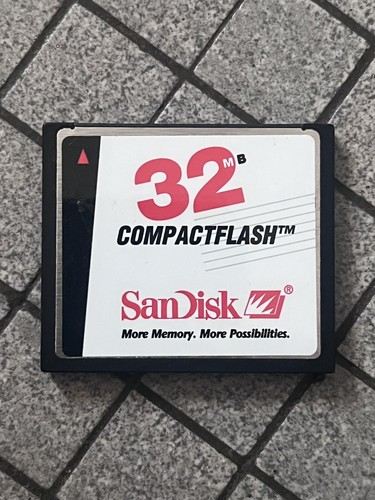 32MB
COMPACTFLASH™
SanDisk®
More Memory. More Possibilities.